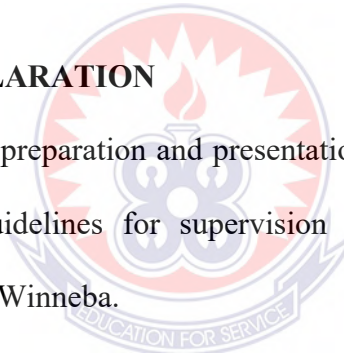 LARATION
preparation and presentation
uidelines for supervision
Winneba.
EDUCATION FOR SERVICE